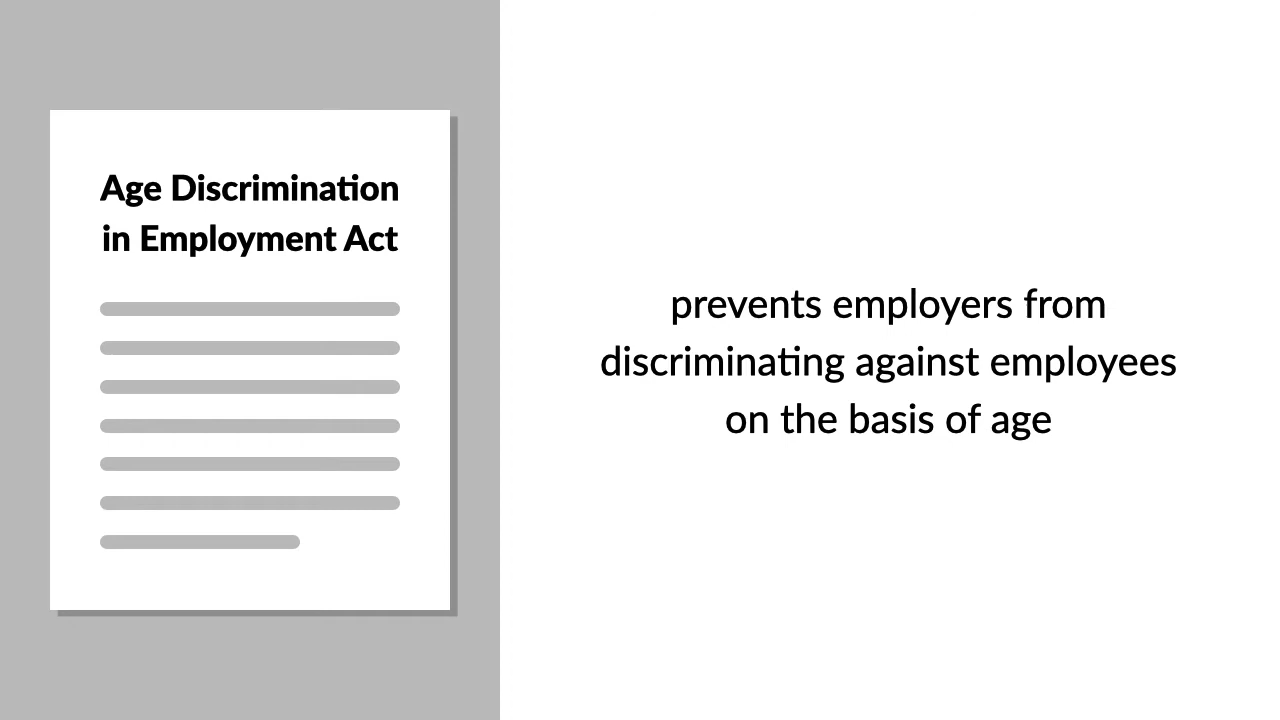 Age Discrimination
in Employment Act
prevents employers from
discriminating against employees
on the basis of age